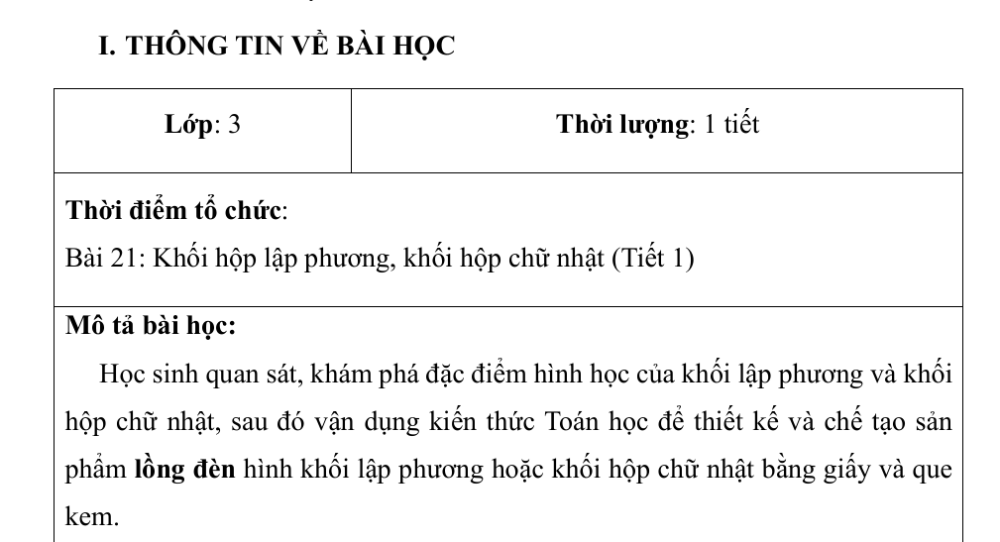 I. THÔNG TIN VỀ BÀI HỌC
Lớp: 3
Thời lượng: 1 tiết
Thời điểm tổ chức:
Bài 21: Khối hộp lập phương, khối hộp chữ nhật (Tiết 1)
Mô tả bài học:
Học sinh quan sát, khám phá đặc điểm hình học của khối lập phương và khối
hộp chữ nhật, sau đó vận dụng kiến thức Toán học để thiết kế và chế tạo sản
phẩm lồng đèn hình khối lập phương hoặc khối hộp chữ nhật bằng giấy và que
kem.